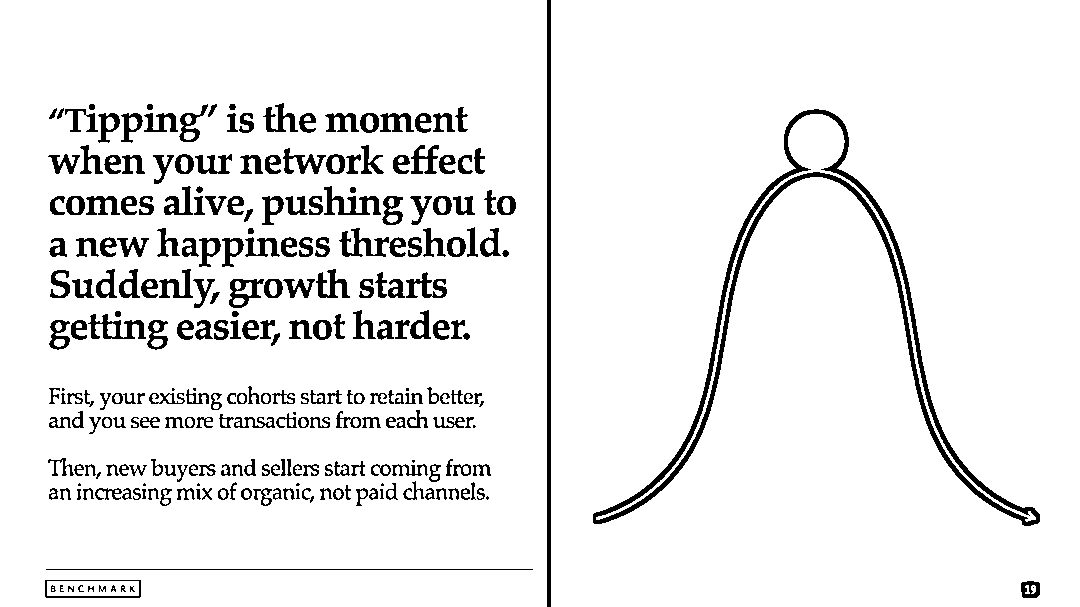 “Tipping” is the moment
when your network effect
comes alive, pushing you to
a new happiness threshold.
Suddenly, growth starts
getting easier, not harder.
First, your existing cohorts start to retain better,
and you see more transactions from each user.
Then, new buyers and sellers start coming from
an increasing mix of organic, not paid channels.
BENCHMARK
19